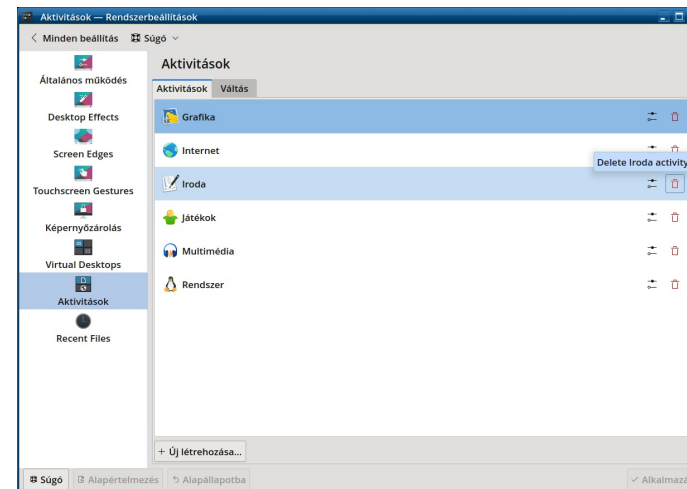 Aktivitások — Rendszerbeállítások
Minden beállítás Súgó
Általános működés
Desktop Effects
Screen Edges
Touchscreen Gestures
Képernyőzárolás
Virtual Desktops
Aktivitások
Recent Files
Aktivitások
Aktivitások Váltás
Grafika
Internet
Delete Iroda activity
Iroda
Játékok
Multimédia
Rendszer
+ Új létrehozása...
Súgó Alapértelmezés Alapállapotba Alkalmazá